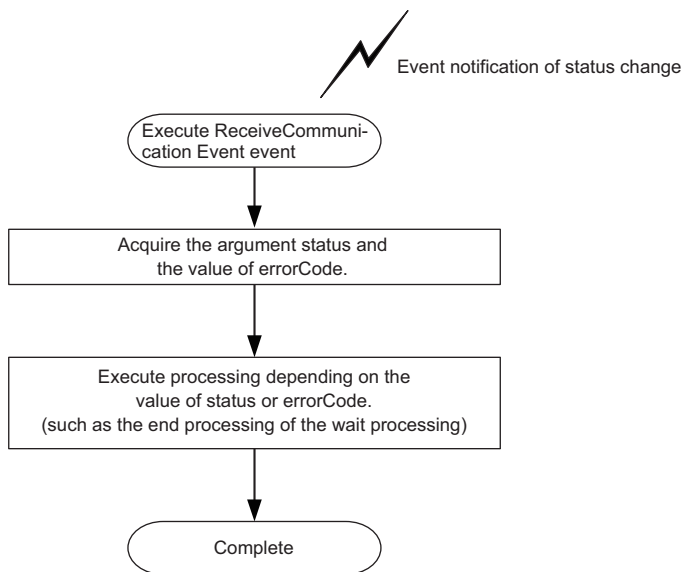 Event notification of status change
Execute ReceiveCommuni-
cation Event event
Acquire the argument status and
the value of errorCode.
Execute processing depending on the
value of status or errorCode.
(such as the end processing of the wait processing)
Complete